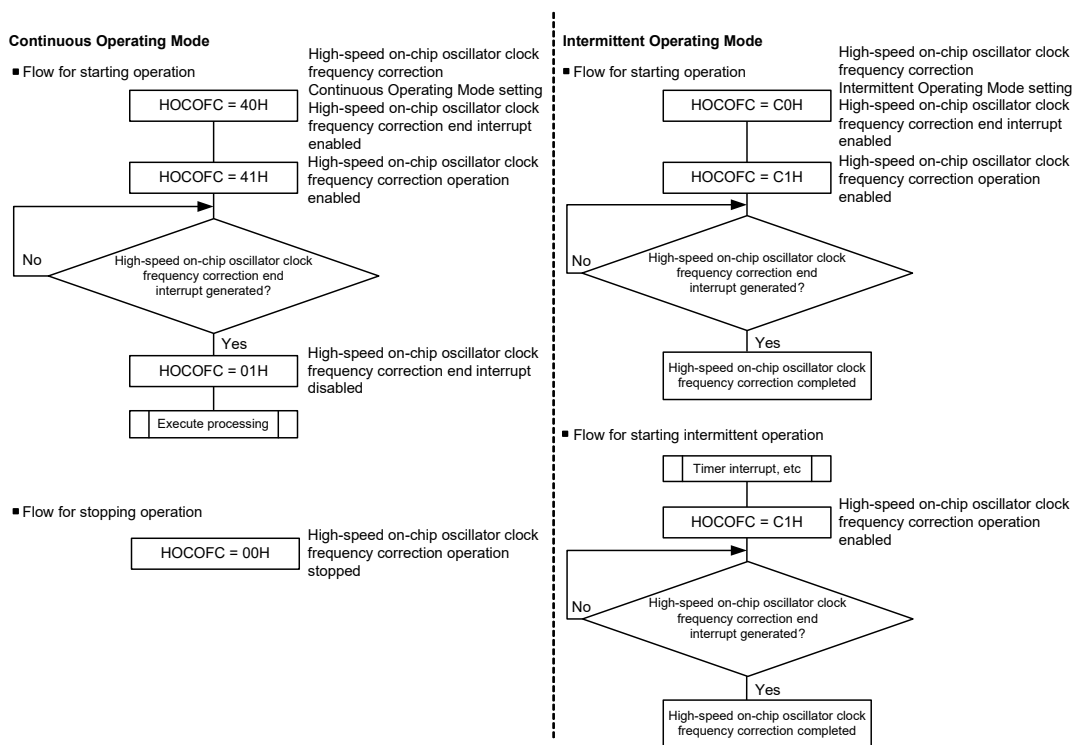 Continuous Operating Mode
■ Flow for starting operation
HOCOFC = 40H
High-speed on-chip oscillator clock
frequency correction
Continuous Operating Mode setting
High-speed on-chip oscillator clock
frequency correction end interrupt
enabled
HOCOFC = 41H
High-speed on-chip oscillator clock
frequency correction operation
enabled
No
High-speed on-chip oscillator clock
frequency correction end
interrupt generated?
Yes
HOCOFC = 01H
High-speed on-chip oscillator clock
frequency correction end interrupt
disabled
Execute processing
■ Flow for stopping operation
HOCOFC = 00H
High-speed on-chip oscillator clock
frequency correction operation
stopped
Intermittent Operating Mode
■ Flow for starting operation
HOCOFC = C0H
High-speed on-chip oscillator clock
frequency correction
Intermittent Operating Mode setting
High-speed on-chip oscillator clock
frequency correction end interrupt
enabled
HOCOFC = C1H
High-speed on-chip oscillator clock
frequency correction operation
enabled
No
High-speed on-chip oscillator clock
frequency correction end
interrupt generated?
Yes
High-speed on-chip oscillator clock
frequency correction completed
■ Flow for starting intermittent operation
Timer interrupt, etc
HOCOFC = C1H
High-speed on-chip oscillator clock
frequency correction operation
enabled
No
High-speed on-chip oscillator clock
frequency correction end
interrupt generated?
Yes
High-speed on-chip oscillator clock
frequency correction completed